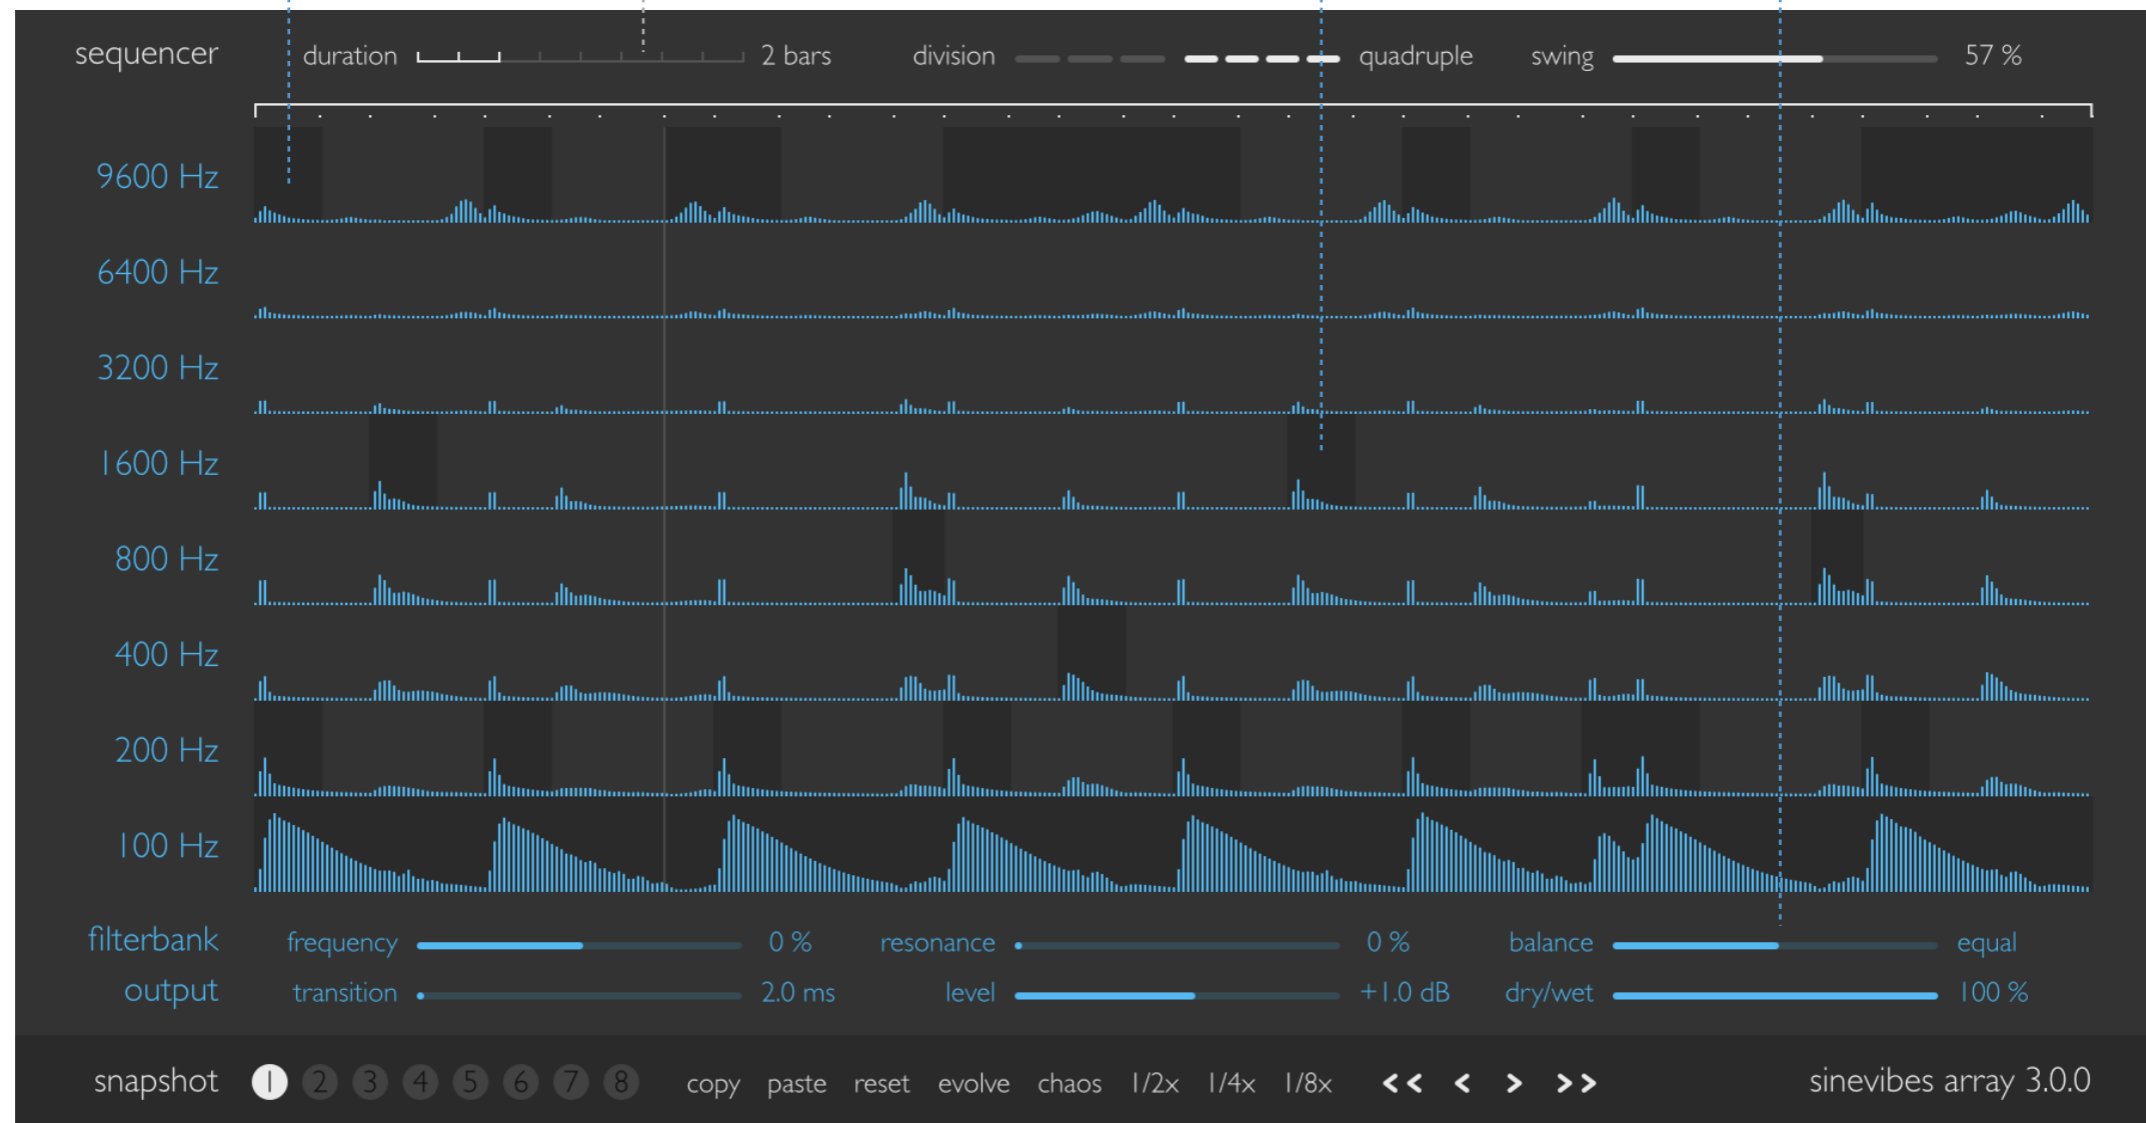 sequencer duration 2 bars division quadruple swing 57 %
9600 Hz
6400 Hz
3200 Hz
1600 Hz
800 Hz
400 Hz
200 Hz
100 Hz
filterbank frequency 0 % resonance 0 % balance equal
output transition 2.0 ms level +1.0 dB dry/wet 100 %
snapshot 1 2 3 4 5 6 7 8 copy paste reset evolve chaos 1/2x 1/4x 1/8x << < > >> sinevibes array 3.0.0